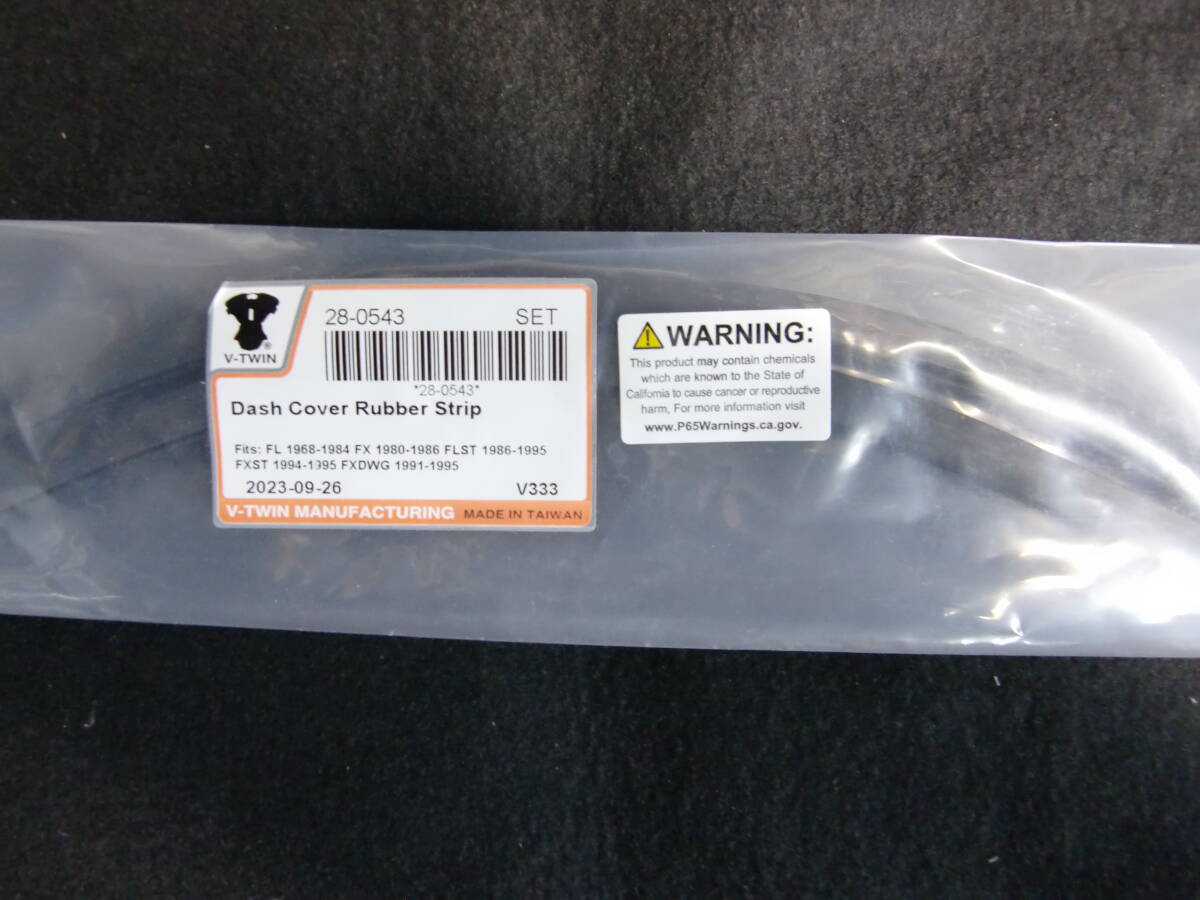 28-0543 SET
V-TWIN ®
*28-0543*
Dash Cover Rubber Strip
Fits: FL 1968-1984 FX 1980-1986 FLST 1986-1995
FXST 1994-1995 FXDWG 1991-1995
2023-09-26 V333
V-TWIN MANUFACTURING MADE IN TAIWAN
WARNING:
This product may contain chemicals
which are known to the State of
California to cause cancer or reproductive
harm, For more information visit
www.P65Warnings.ca.gov.